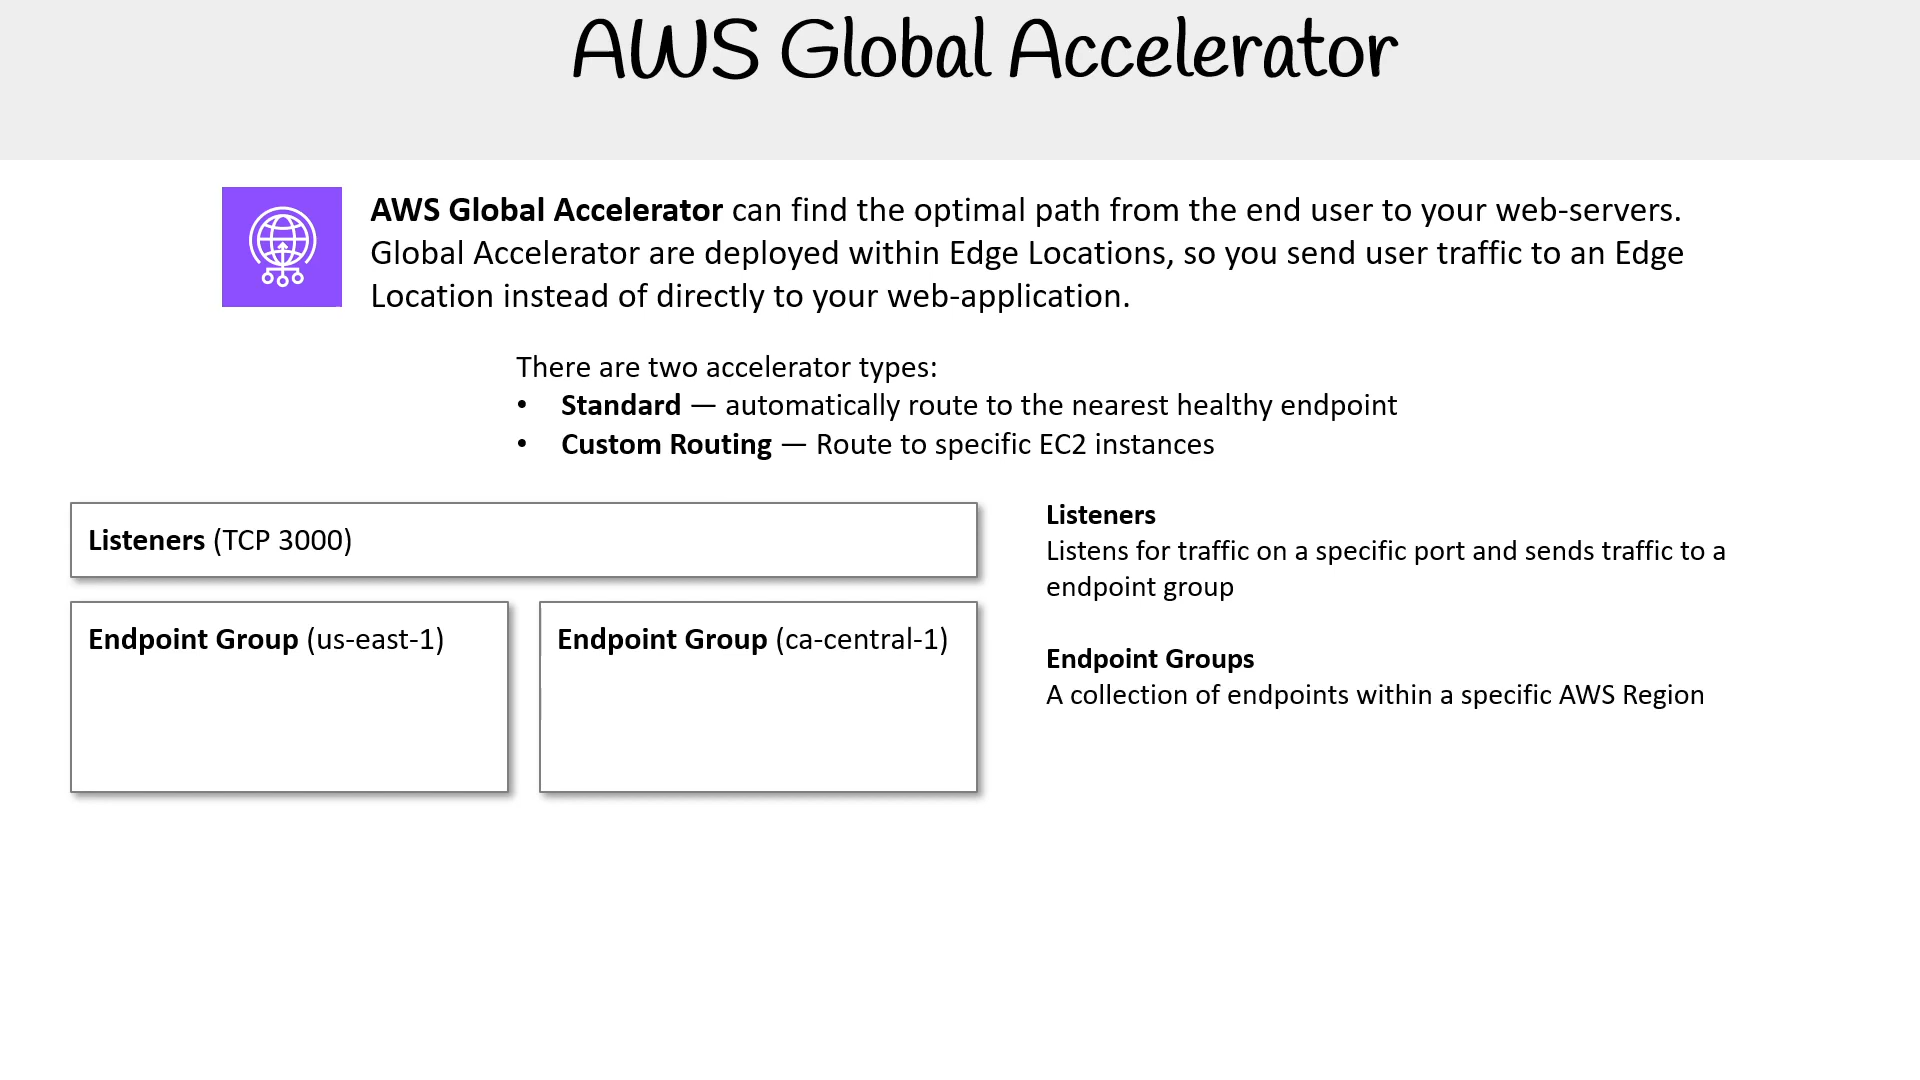 AWS Global Accelerator
AWS Global Accelerator can find the optimal path from the end user to your web-servers.
Global Accelerator are deployed within Edge Locations, so you send user traffic to an Edge
Location instead of directly to your web-application.
There are two accelerator types:
• Standard — automatically route to the nearest healthy endpoint
• Custom Routing — Route to specific EC2 instances
Listeners (TCP 3000)
Endpoint Group (us-east-1)
Endpoint Group (ca-central-1)
Listeners
Listens for traffic on a specific port and sends traffic to a
endpoint group
Endpoint Groups
A collection of endpoints within a specific AWS Region